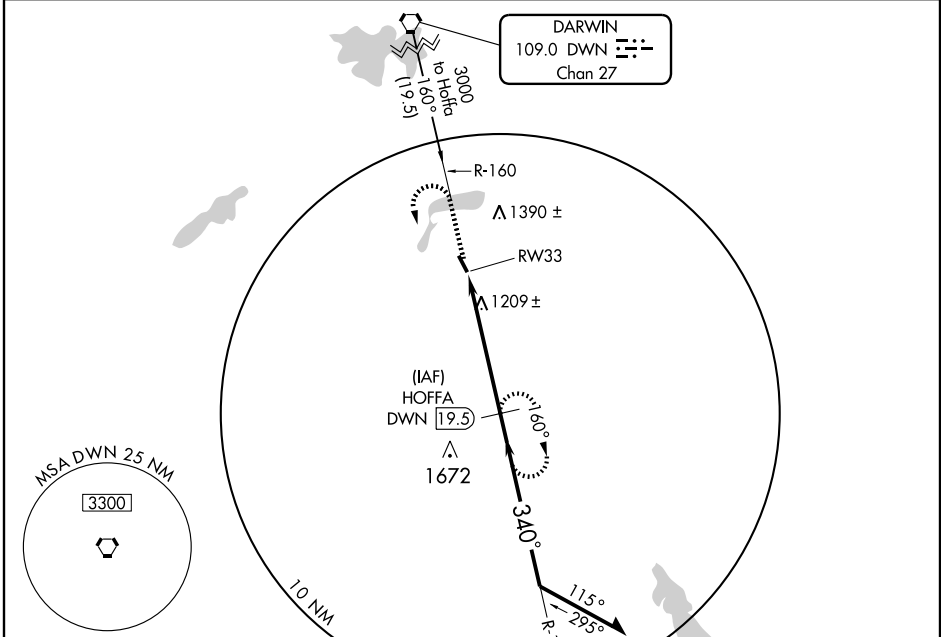 DARWIN
109.0 DWN
Chan 27
3000
to Hoffa
160°
(19.5)
R-160
1390 ±
RW33
1209 ±
(IAF)
HOFFA
DWN 19.5
160°
1672
MSA DWN 25 NM
3300
340°
10 NM
115°
295°